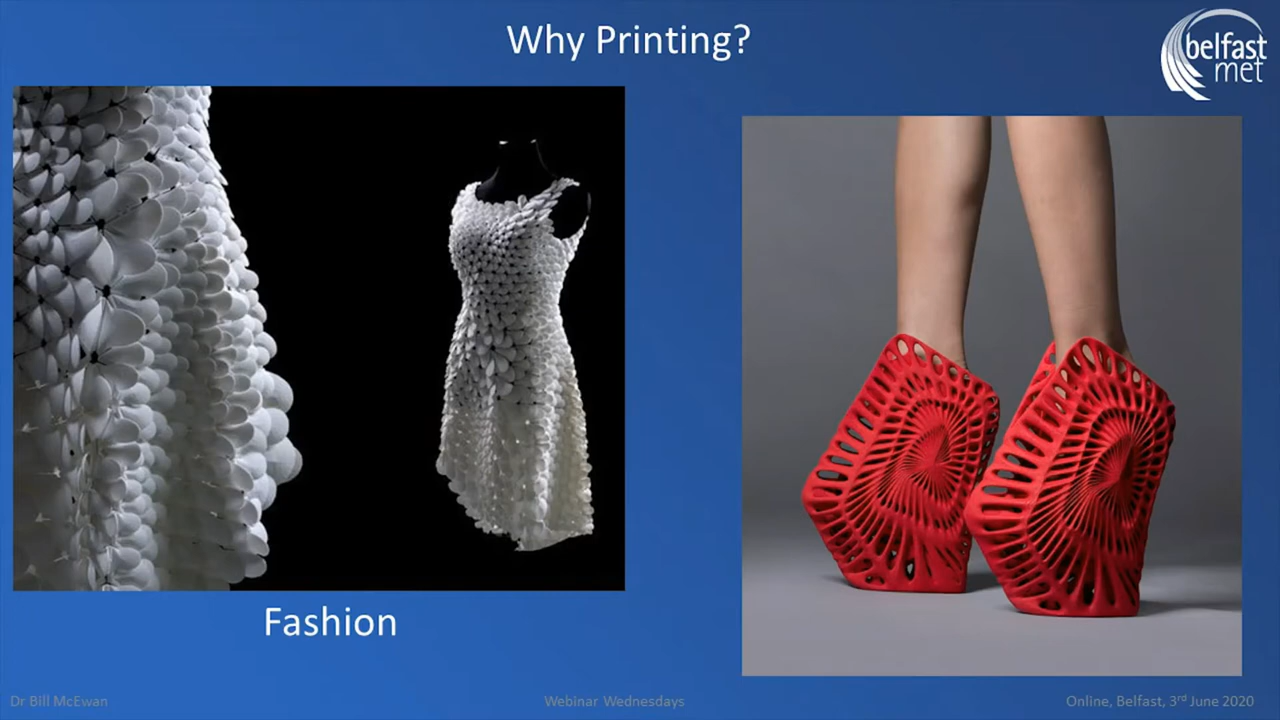 Why Printing?
belfast
met
Fashion
Dr Bill McEwan
Webinar Wednesdays
Online, Belfast, 3rd June 2020